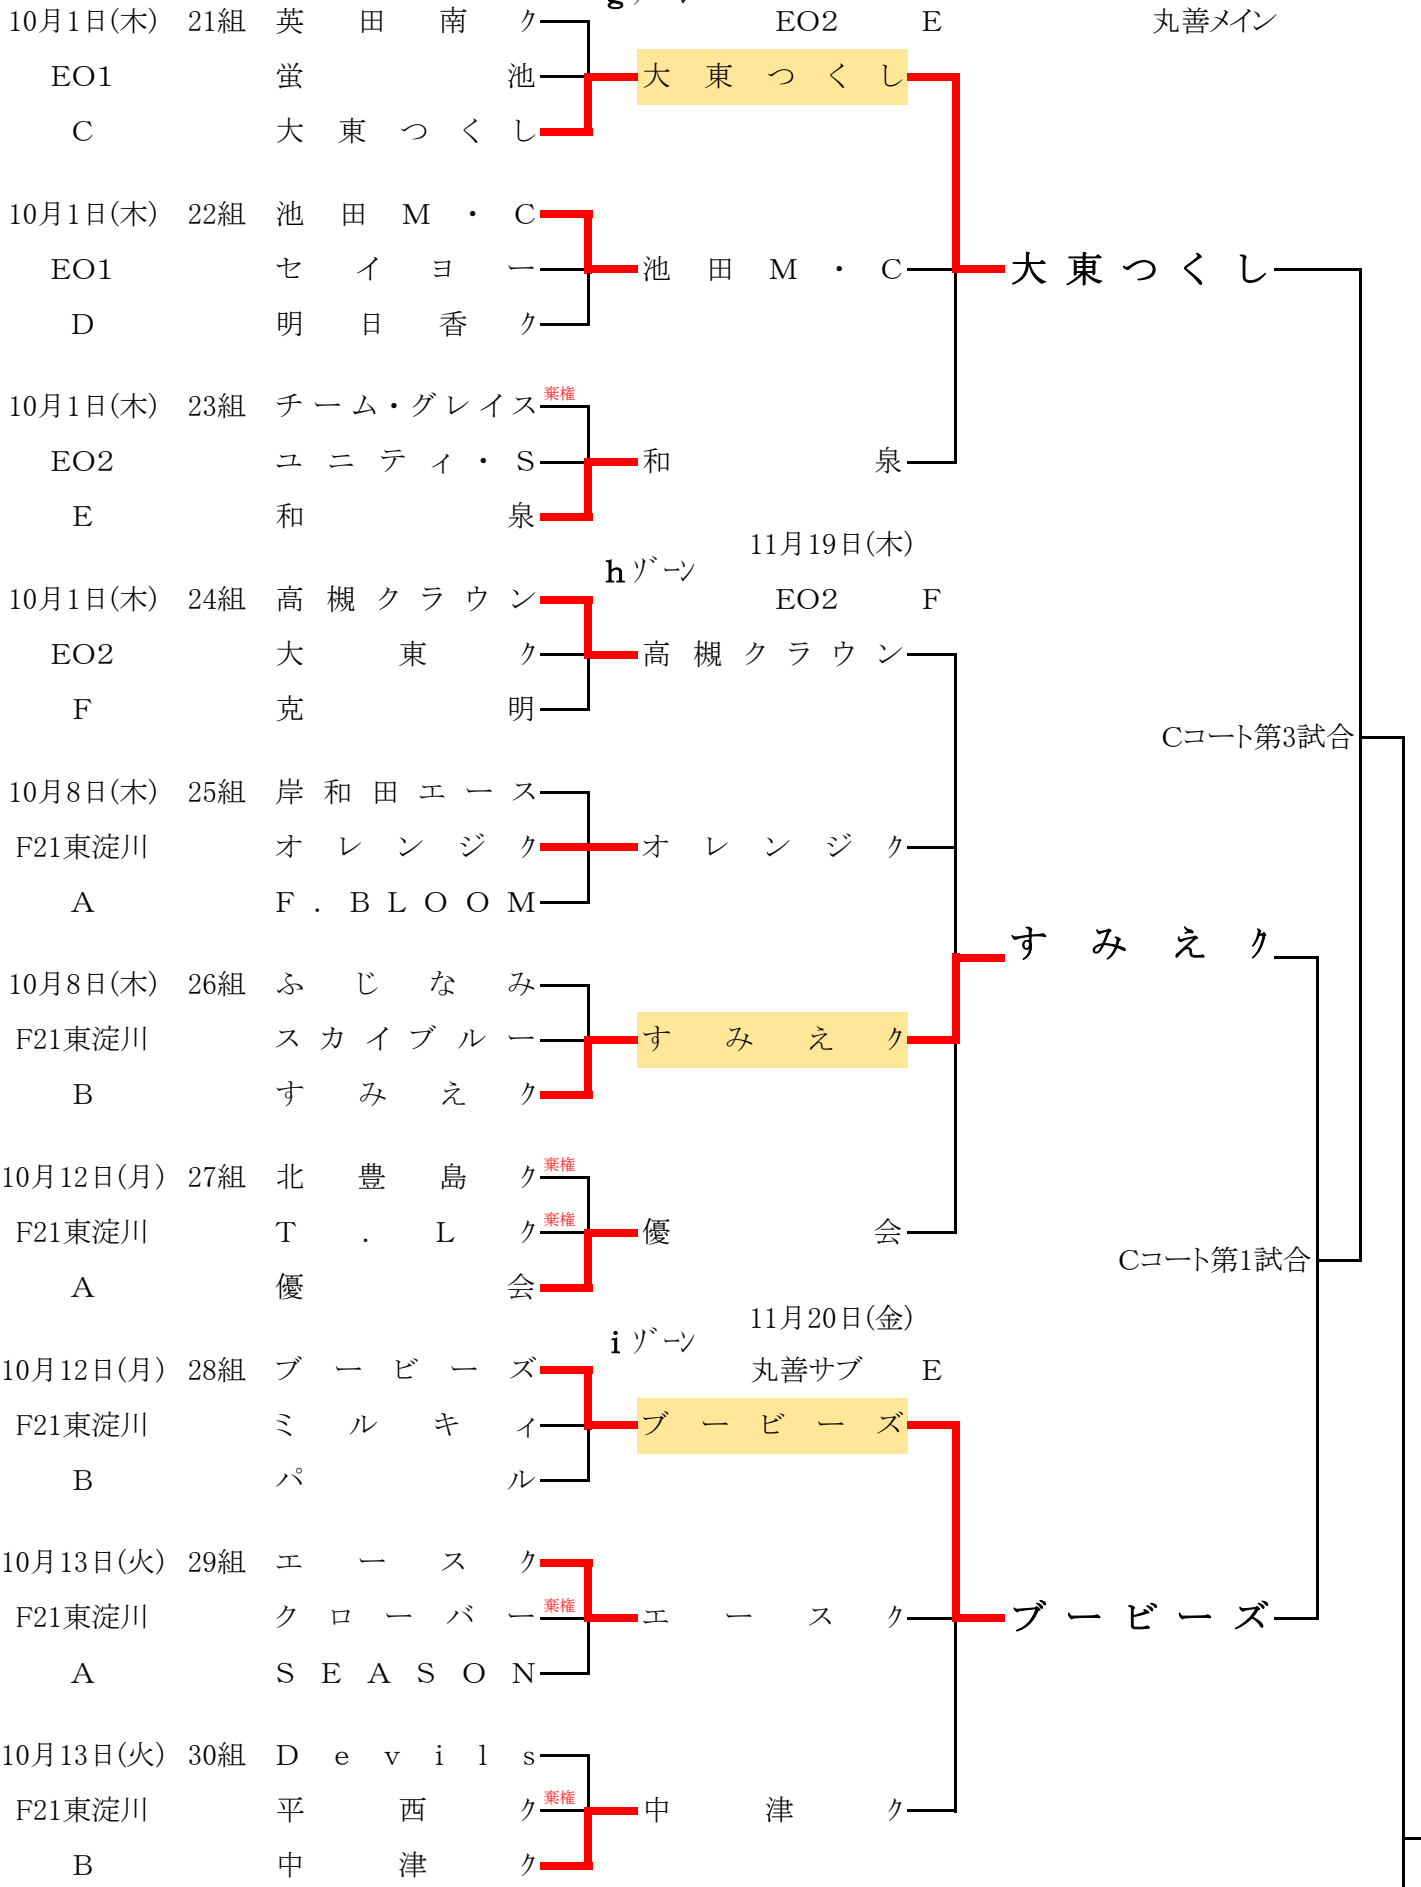 gゾーン
10月1日(木) 21組 英田南ク EO2 E 丸善メイン
EO1 蛍池 大東つくし
C 大東つくし
10月1日(木) 22組 池田M・C
EO1 セイヨー 池田M・C 大東つくし
D 明日香ク
10月1日(木) 23組 チーム・グレイス 棄権
EO2 ユニティ・S 和泉
E 和泉
11月19日(木)
hゾーン
10月1日(木) 24組 高槻クラウン EO2 F
EO2 大東ク 高槻クラウン
F 克明
Cコート第3試合
10月8日(木) 25組 岸和田エース
F21東淀川 オレンジク オレンジク
A F.BLOOM
すみえク
10月8日(木) 26組 ふじなみ
F21東淀川 スカイブルー すみえク
B すみえク
10月12日(月) 27組 北豊島ク 棄権
F21東淀川 T.Lク 棄権 優会
Cコート第1試合
A 優会
11月20日(金)
iゾーン
10月12日(月) 28組 ブービーズ 丸善サブ E
F21東淀川 ミルキィ ブービーズ
B パル
10月13日(火) 29組 エースク
F21東淀川 クローバー 棄権 エースク ブービーズ
A SEASON
10月13日(火) 30組 Devils
F21東淀川 平西ク 棄権 中津ク
B 中津ク